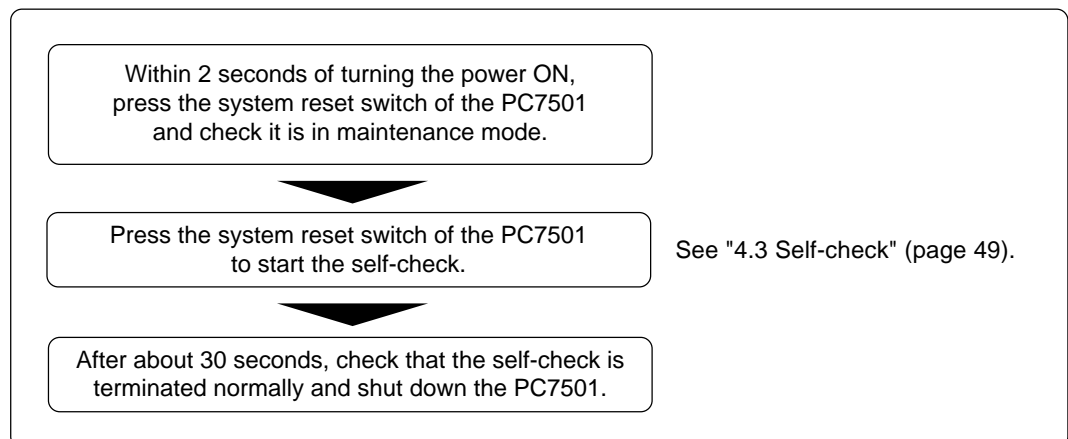 Within 2 seconds of turning the power ON,
press the system reset switch of the PC7501
and check it is in maintenance mode.
Press the system reset switch of the PC7501
to start the self-check.
See "4.3 Self-check" (page 49).
After about 30 seconds, check that the self-check is
terminated normally and shut down the PC7501.